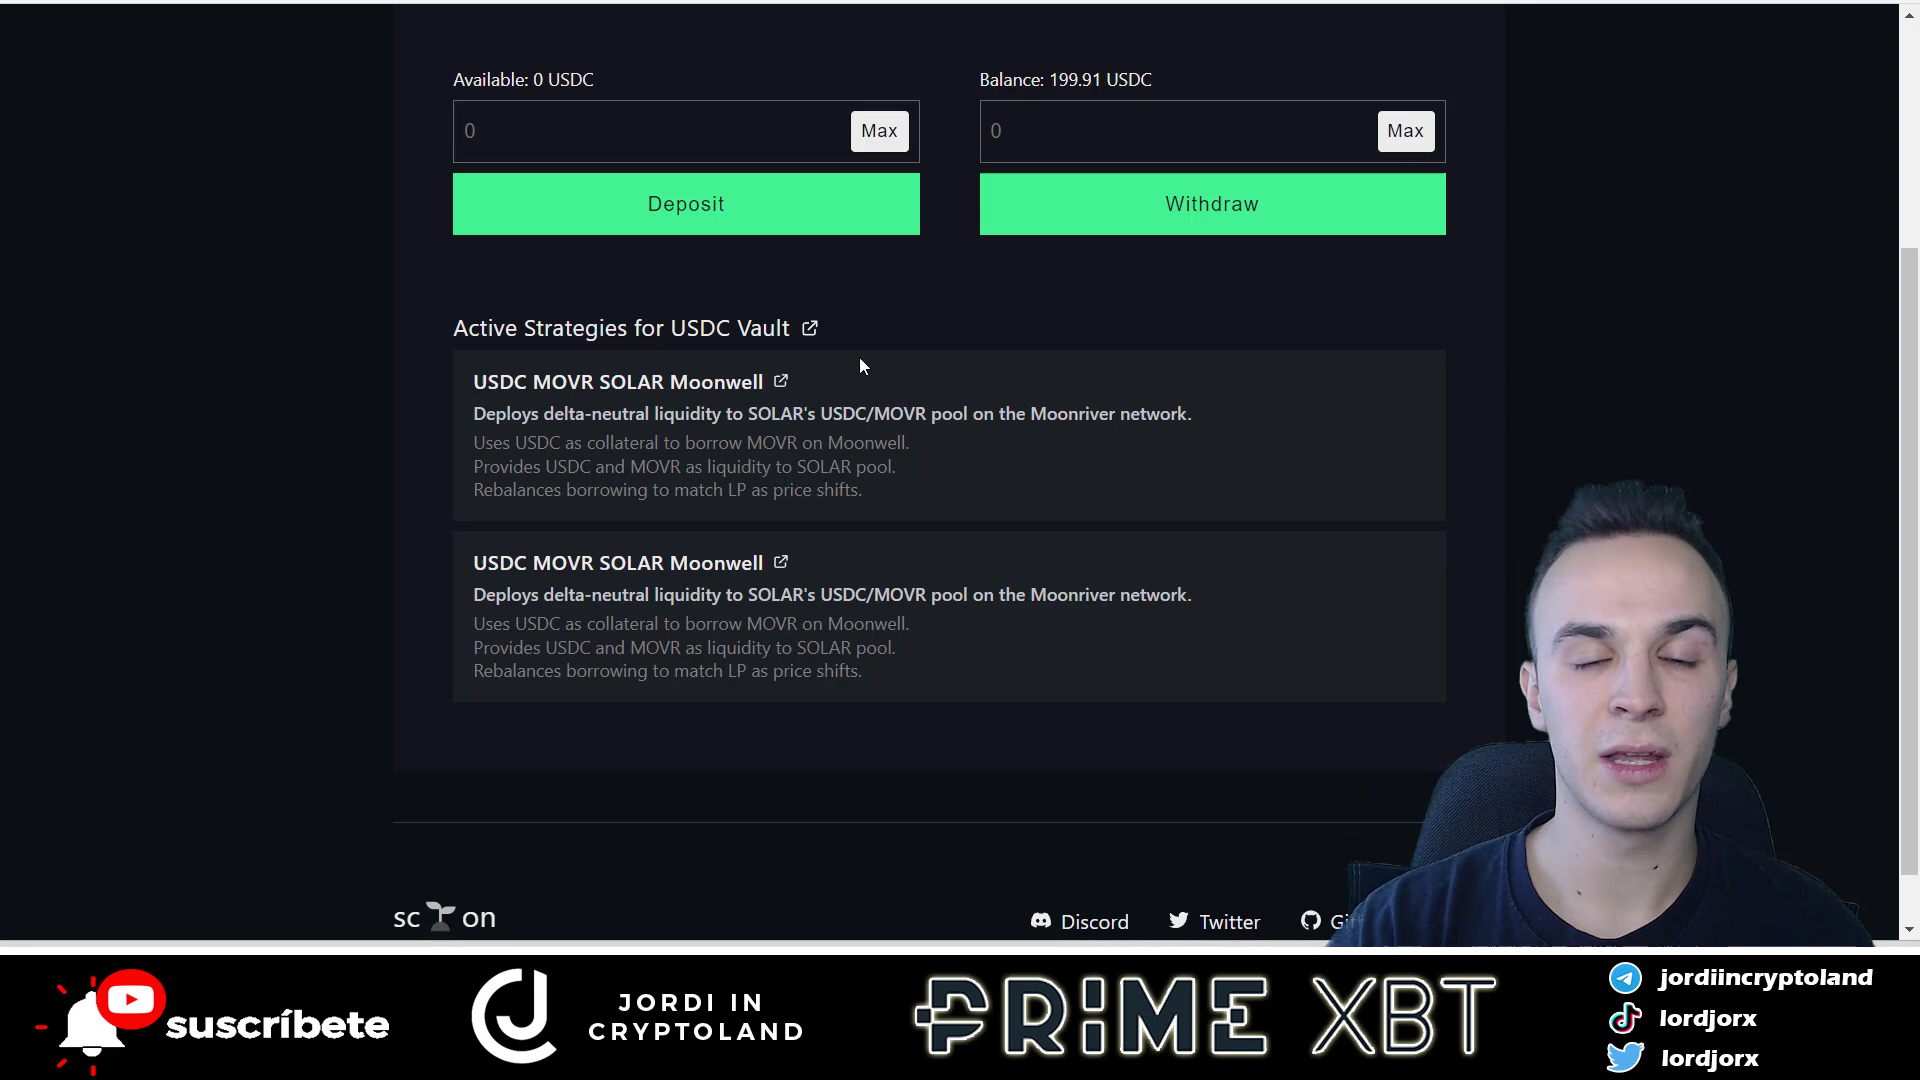 Available: 0 USDC
Balance: 199.91 USDC
0
Max
0
Max
Deposit
Withdraw
Active Strategies for USDC Vault
USDC MOVR SOLAR Moonwell
Deploys delta-neutral liquidity to SOLAR's USDC/MOVR pool on the Moonriver network.
Uses USDC as collateral to borrow MOVR on Moonwell.
Provides USDC and MOVR as liquidity to SOLAR pool.
Rebalances borrowing to match LP as price shifts.
USDC MOVR SOLAR Moonwell
Deploys delta-neutral liquidity to SOLAR's USDC/MOVR pool on the Moonriver network.
Uses USDC as collateral to borrow MOVR on Moonwell.
Provides USDC and MOVR as liquidity to SOLAR pool.
Rebalances borrowing to match LP as price shifts.
sc on
Discord
Twitter
suscríbete
JORDI IN
CRYPTOLAND
PRIME XBT
jordiincryptoland
lordjorx
lordjorx